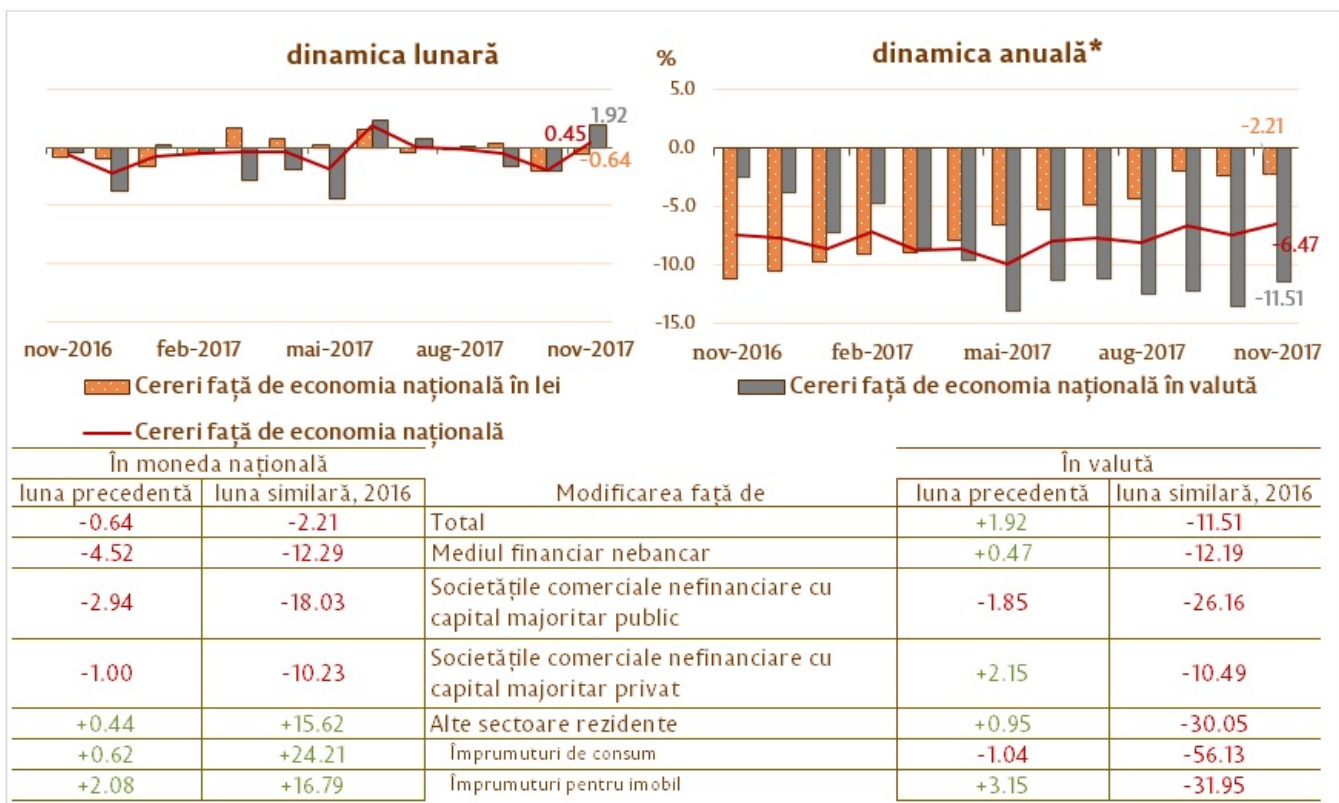 dinamica lunară
%
dinamica anuală*
5.0
0.0
-5.0
-10.0
-15.0
0.45
1.92
-0.64
-2.21
-6.47
-11.51
nov-2016 feb-2017 mai-2017 aug-2017 nov-2017
nov-2016 feb-2017 mai-2017 aug-2017 nov-2017
Cereri față de economia națională în lei
Cereri față de economia națională în valută
Cereri față de economia națională
În moneda națională În valută
luna precedentă luna similară, 2016 Modificarea față de luna precedentă luna similară, 2016
-0.64 -2.21 Total +1.92 -11.51
-4.52 -12.29 Mediul financiar nebancar +0.47 -12.19
Societățile comerciale nefinanciare cu
-2.94 -18.03 capital majoritar public -1.85 -26.16
Societățile comerciale nefinanciare cu
-1.00 -10.23 capital majoritar privat +2.15 -10.49
+0.44 +15.62 Alte sectoare rezidente +0.95 -30.05
+0.62 +24.21 Împrumuturi de consum -1.04 -56.13
+2.08 +16.79 Împrumuturi pentru imobil +3.15 -31.95